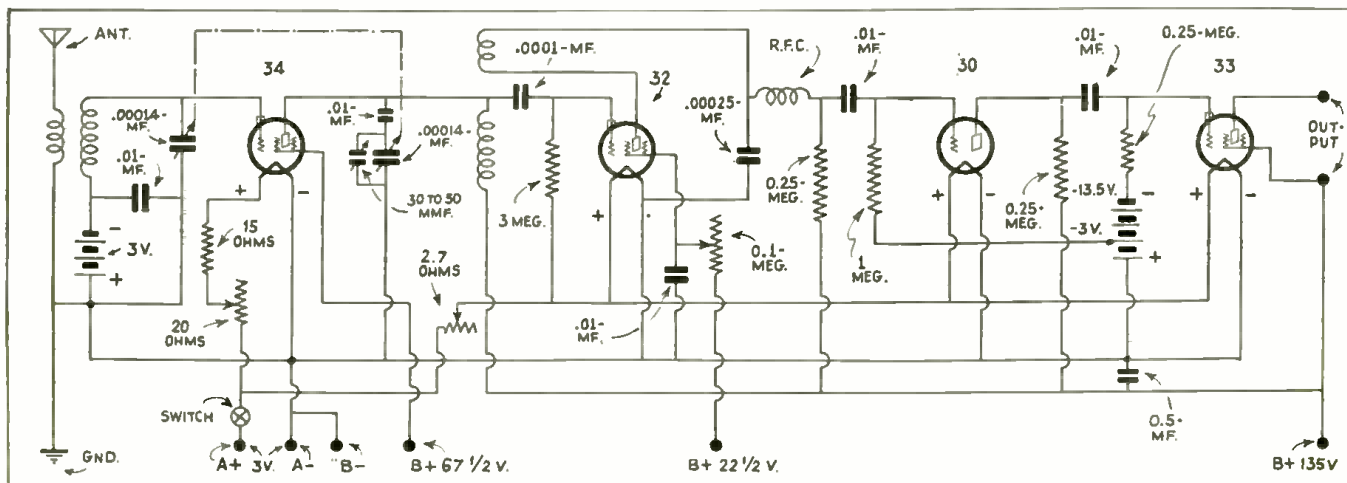 ANT.
.00014-
MF.
.01-
MF.
-
3V.
+
34
+
-
15
OHMS
20
OHMS
SWITCH
GND.
A+
3V.
A-
B-
.01-
MF.
.00014-
MF.
30 TO 50
MMF.
2.7
OHMS
B+ 67 1/2 V.
.0001-MF.
3 MEG.
32
+
.01-
MF.
.00025-
MF.
0.1-
MEG.
B+ 22 1/2 V.
R.F.C.
.01-
MF.
0.25-
MEG.
1
MEG.
30
+
-
.01-
MF.
0.25-MEG.
0.25-
MEG.
-13.5 V.
-
-3V.
+
33
+
-
OUT-
PUT
0.5-
MF.
B+ 135V